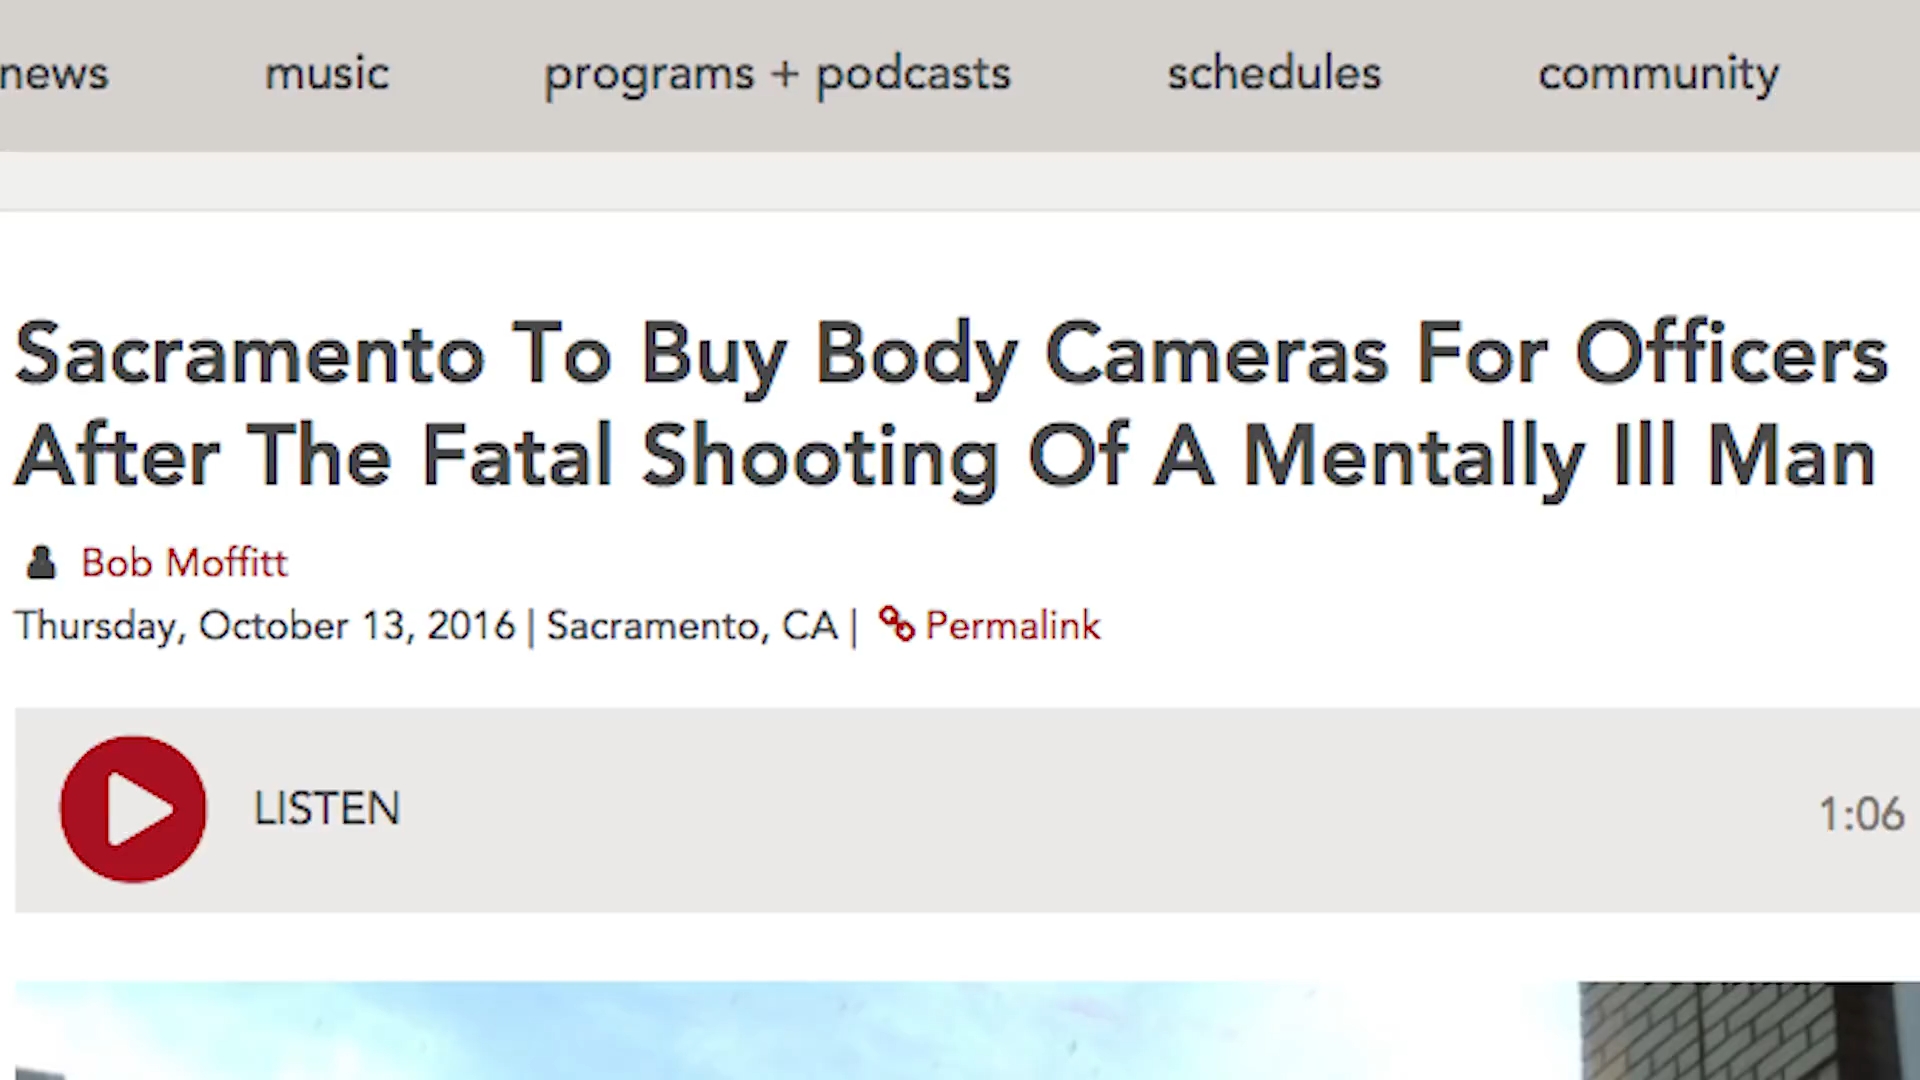 news music programs + podcasts schedules community
Sacramento To Buy Body Cameras For Officers
After The Fatal Shooting Of A Mentally Ill Man
Bob Moffitt
Thursday, October 13, 2016 | Sacramento, CA | Permalink
LISTEN 1:06